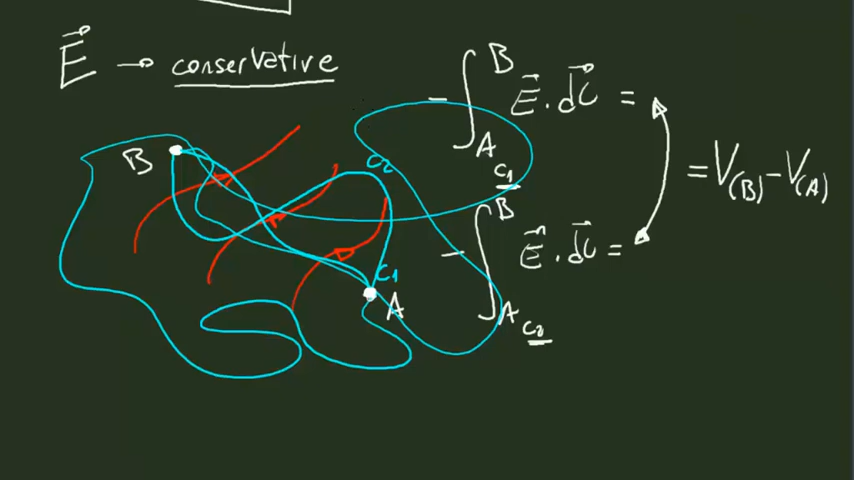 E⃗ → conservative
B
-∫ E⃗ . dl⃗ =
A
C₁
= V(B) - V(A)
B
-∫ E⃗ . dl⃗ =
A
C₂
B
C₂
C₁
A